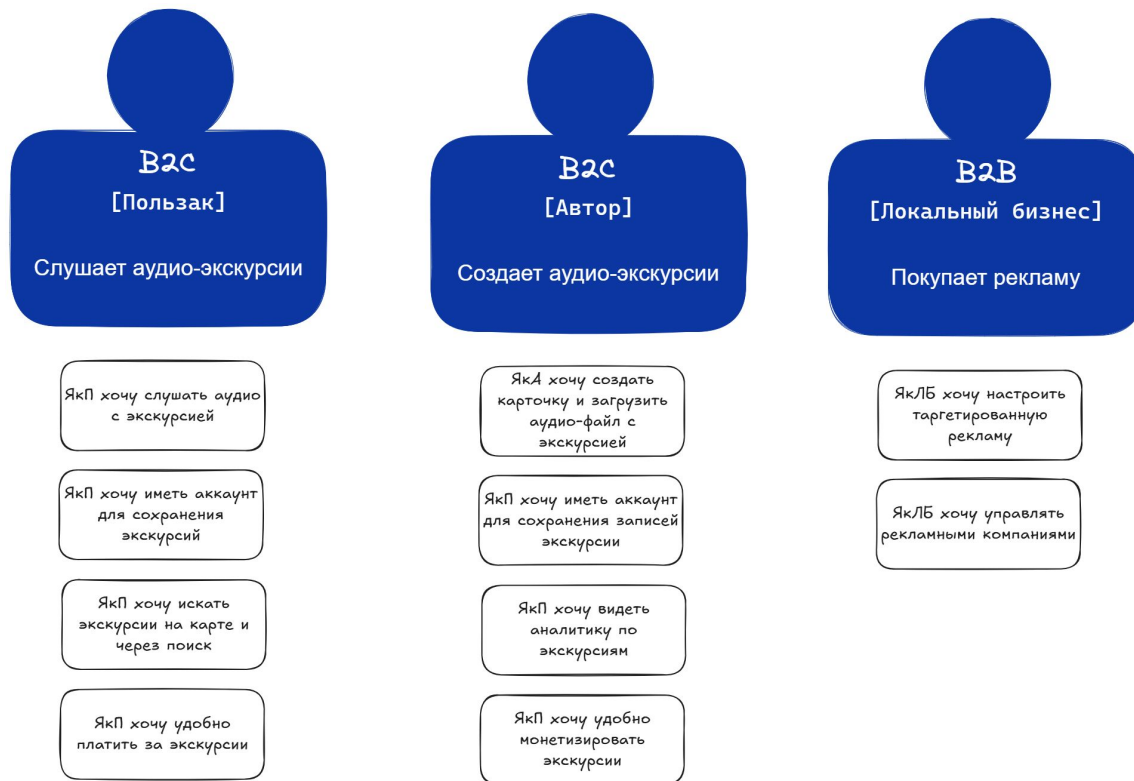 B2C
[Пользак]
Слушает аудио-экскурсии
ЯкП хочу слушать аудио
с экскурсией
ЯкП хочу иметь аккаунт
для сохранения
экскурсий
ЯкП хочу искать
экскурсии на карте и
через поиск
ЯкП хочу удобно
платить за экскурсии
B2C
[Автор]
Создает аудио-экскурсии
ЯкА хочу создать
карточку и загрузить
аудио-файл с
экскурсией
ЯкП хочу иметь аккаунт
для сохранения записей
экскурсии
ЯкП хочу видеть
аналитику по
экскурсиям
ЯкП хочу удобно
монетизировать
экскурсии
B2B
[Локальный бизнес]
Покупает рекламу
ЯкЛБ хочу настроить
таргетированную
рекламу
ЯкЛБ хочу управлять
рекламными компаниями